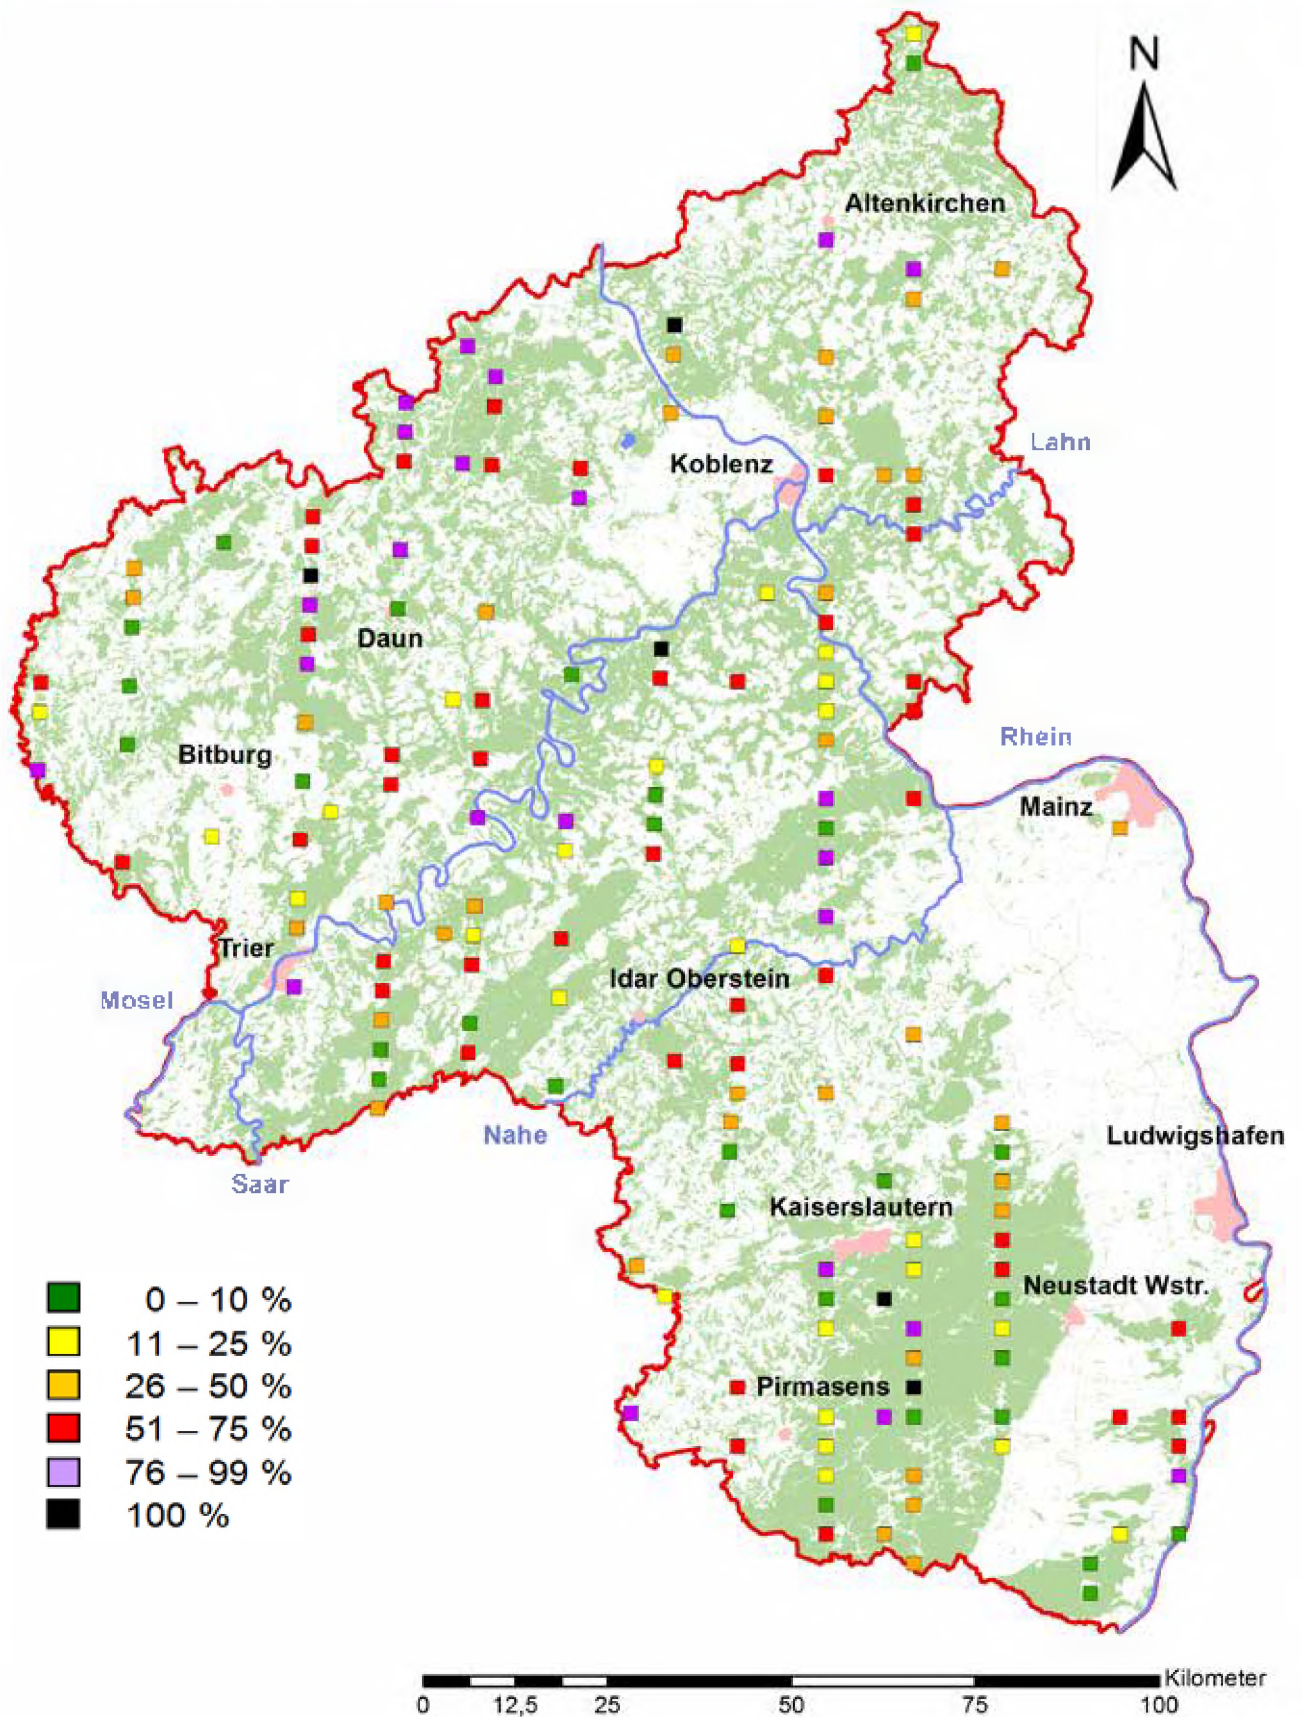 N
Altenkirchen
Lahn
Koblenz
Daun
Bitburg
Rhein
Mainz
Trier
Idar Oberstein
Mosel
Nahe
Ludwigshafen
Saar
Kaiserslautern
Neustadt Wstr.
Pirmasens
0 – 10 %
11 – 25 %
26 – 50 %
51 – 75 %
76 – 99 %
100 %
Kilometer
0 12,5 25 50 75 100